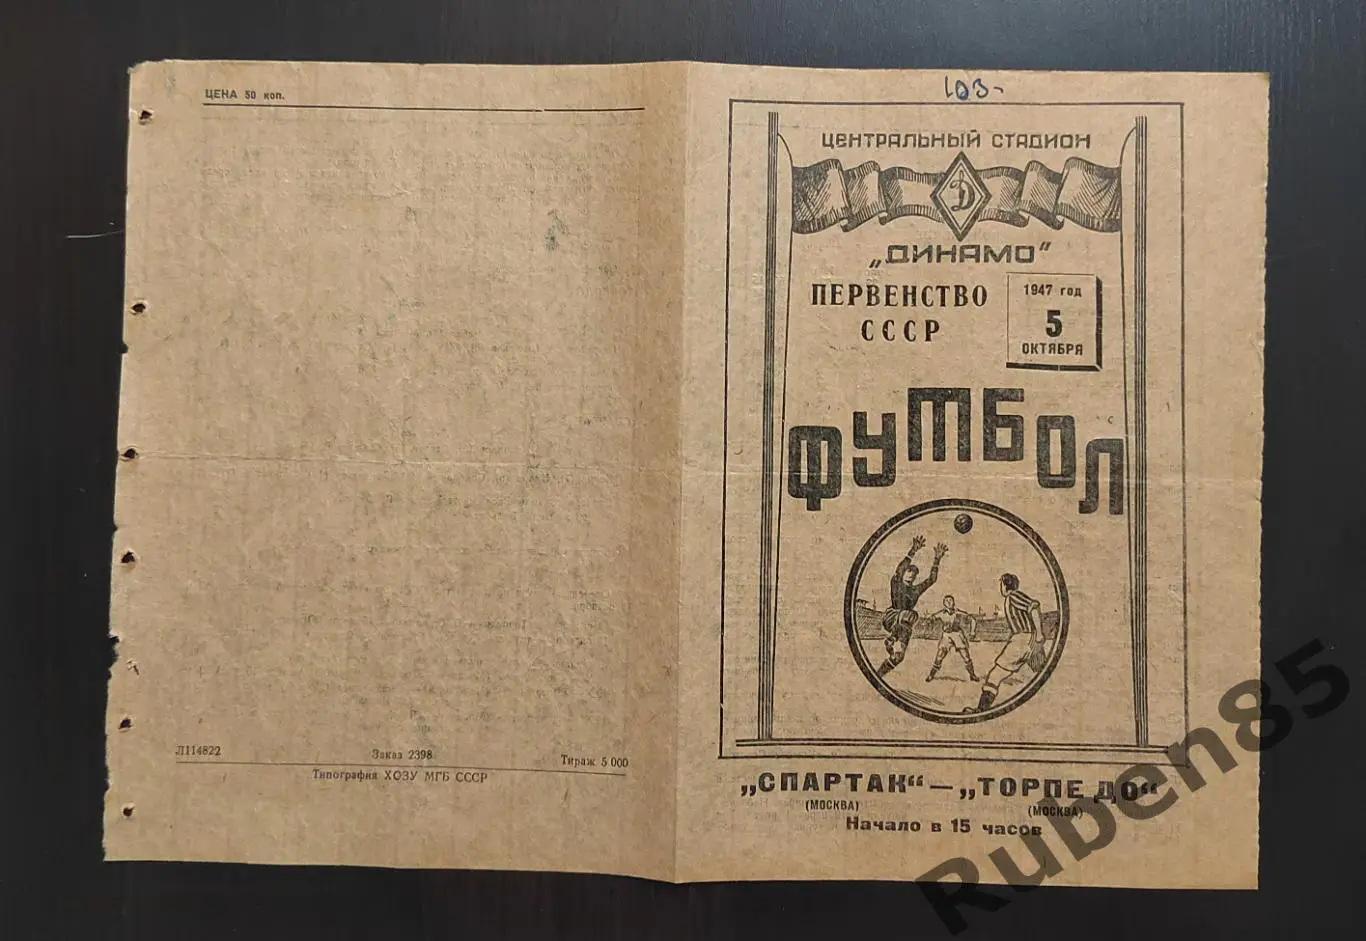 ЦЕНА 50 коп.
Л114822
Заказ 2398
Тираж 5 000
Типография ХОЗУ МГБ СССР
103-
ЦЕНТРАЛЬНЫЙ СТАДИОН
Д
„ДИНАМО"
ПЕРВЕНСТВО
СССР
1947 год
5
ОКТЯБРЯ
ФУТБОЛ
„СПАРТАК“ — „ТОРПЕДО“
(МОСКВА) (МОСКВА)
Начало в 15 часов
Ruben85